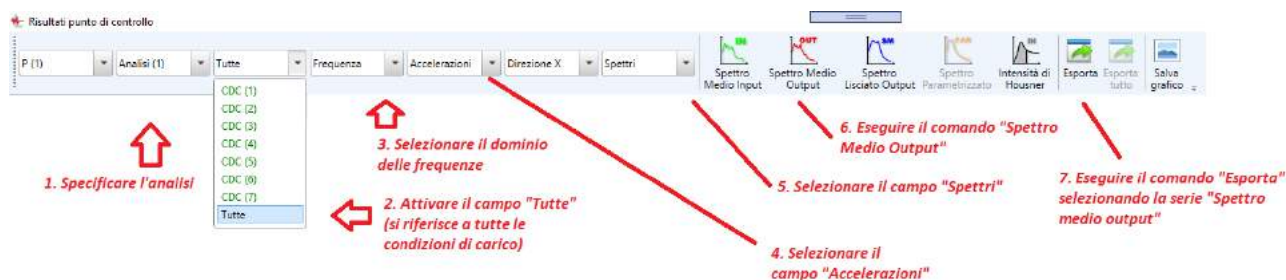 Risultati punto di controllo
P (1)
Analisi (1)
Tutte
Frequenza
Accelerazioni
Direzione X
Spettri
IN
Spettro
Medio Input
OUT
Spettro Medio
Output
SM
Spettro
Lisciato Output
PAR
Spettro
Parametrizzato
IN
Intensità di
Housner
Esporta
Esporta
tutto
Salva
grafico
CDC (1)
CDC (2)
CDC (3)
CDC (4)
CDC (5)
CDC (6)
CDC (7)
Tutte
1. Specificare l'analisi
2. Attivare il campo "Tutte"
(si riferisce a tutte le
condizioni di carico)
3. Selezionare il dominio
delle frequenze
4. Selezionare il
campo "Accelerazioni"
5. Selezionare il campo "Spettri"
6. Eseguire il comando "Spettro
Medio Output"
7. Eseguire il comando "Esporta"
selezionando la serie "Spettro
medio output"